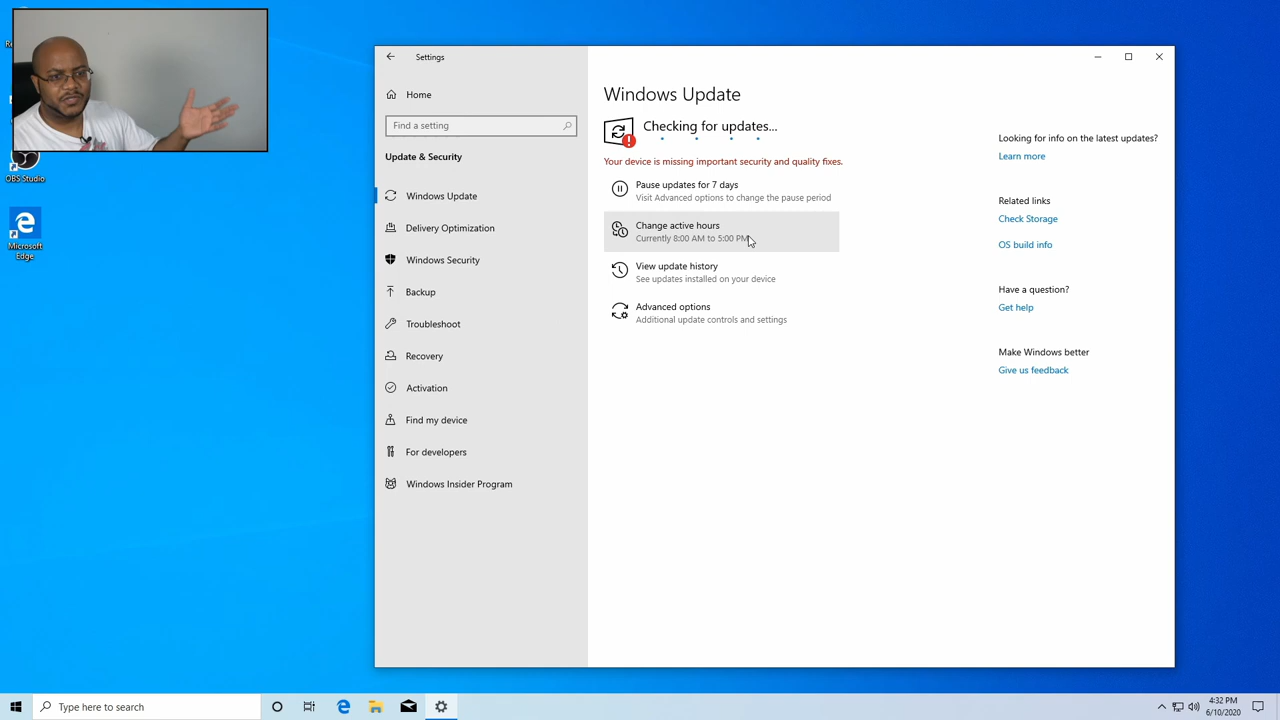 Re
OBS Studio
Microsoft
Edge
Settings
Home
Find a setting
Update & Security
Windows Update
Delivery Optimization
Windows Security
Backup
Troubleshoot
Recovery
Activation
Find my device
For developers
Windows Insider Program
Windows Update
Checking for updates...
Your device is missing important security and quality fixes.
Pause updates for 7 days
Visit Advanced options to change the pause period
Change active hours
Currently 8:00 AM to 5:00 PM
View update history
See updates installed on your device
Advanced options
Additional update controls and settings
Looking for info on the latest updates?
Learn more
Related links
Check Storage
OS build info
Have a question?
Get help
Make Windows better
Give us feedback
Type here to search
4:32 PM
6/10/2020